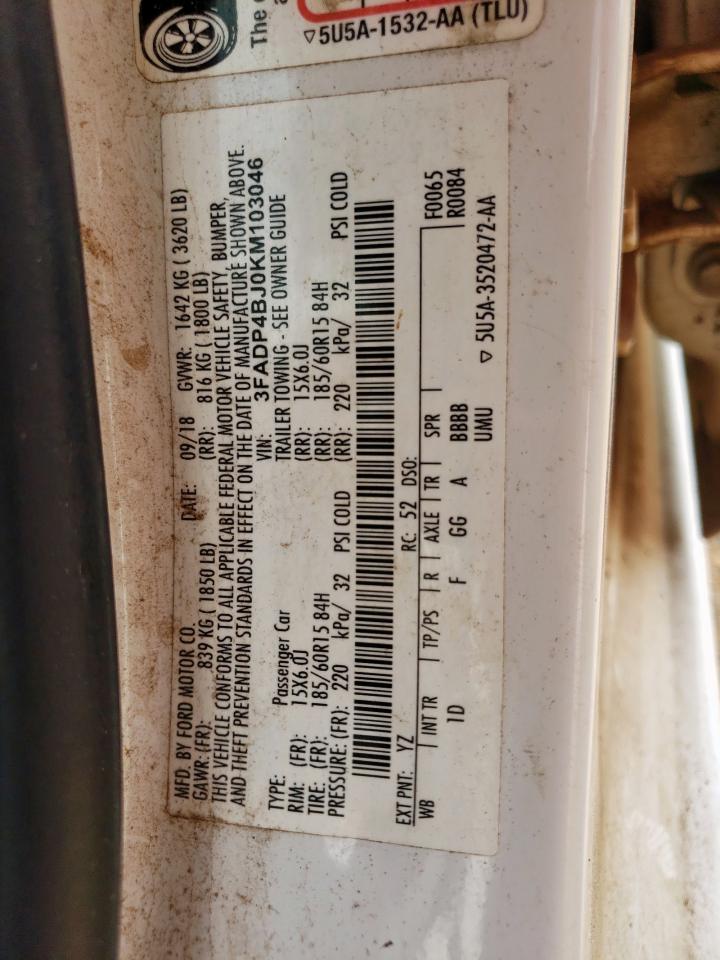 The
▽5U5A-1532-AA (TLU)
MFD. BY FORD MOTOR CO. DATE: 09/18 GVWR: 1642 KG ( 3620 LB)
GAWR: (FR): 839 KG ( 1850 LB) (RR): 816 KG ( 1800 LB)
THIS VEHICLE CONFORMS TO ALL APPLICABLE FEDERAL MOTOR VEHICLE SAFETY, BUMPER,
AND THEFT PREVENTION STANDARDS IN EFFECT ON THE DATE OF MANUFACTURE SHOWN ABOVE.
VIN: 3FADP4BJ0KM103046
TYPE: Passenger Car TRAILER TOWING - SEE OWNER GUIDE
RIM: (FR): 15X6.0J (RR): 15X6.0J
TIRE: (FR): 185/60R15 84H (RR): 185/60R15 84H
PRESSURE: (FR): 220 kPa/ 32 PSI COLD (RR): 220 kPa/ 32 PSI COLD
EXT PNT: YZ RC: 52 DSO: F0065
WB INT TR TP/PS R AXLE TR SPR R0084
1D F GG A BBBB
UMU ▽ 5U5A-3520472-AA